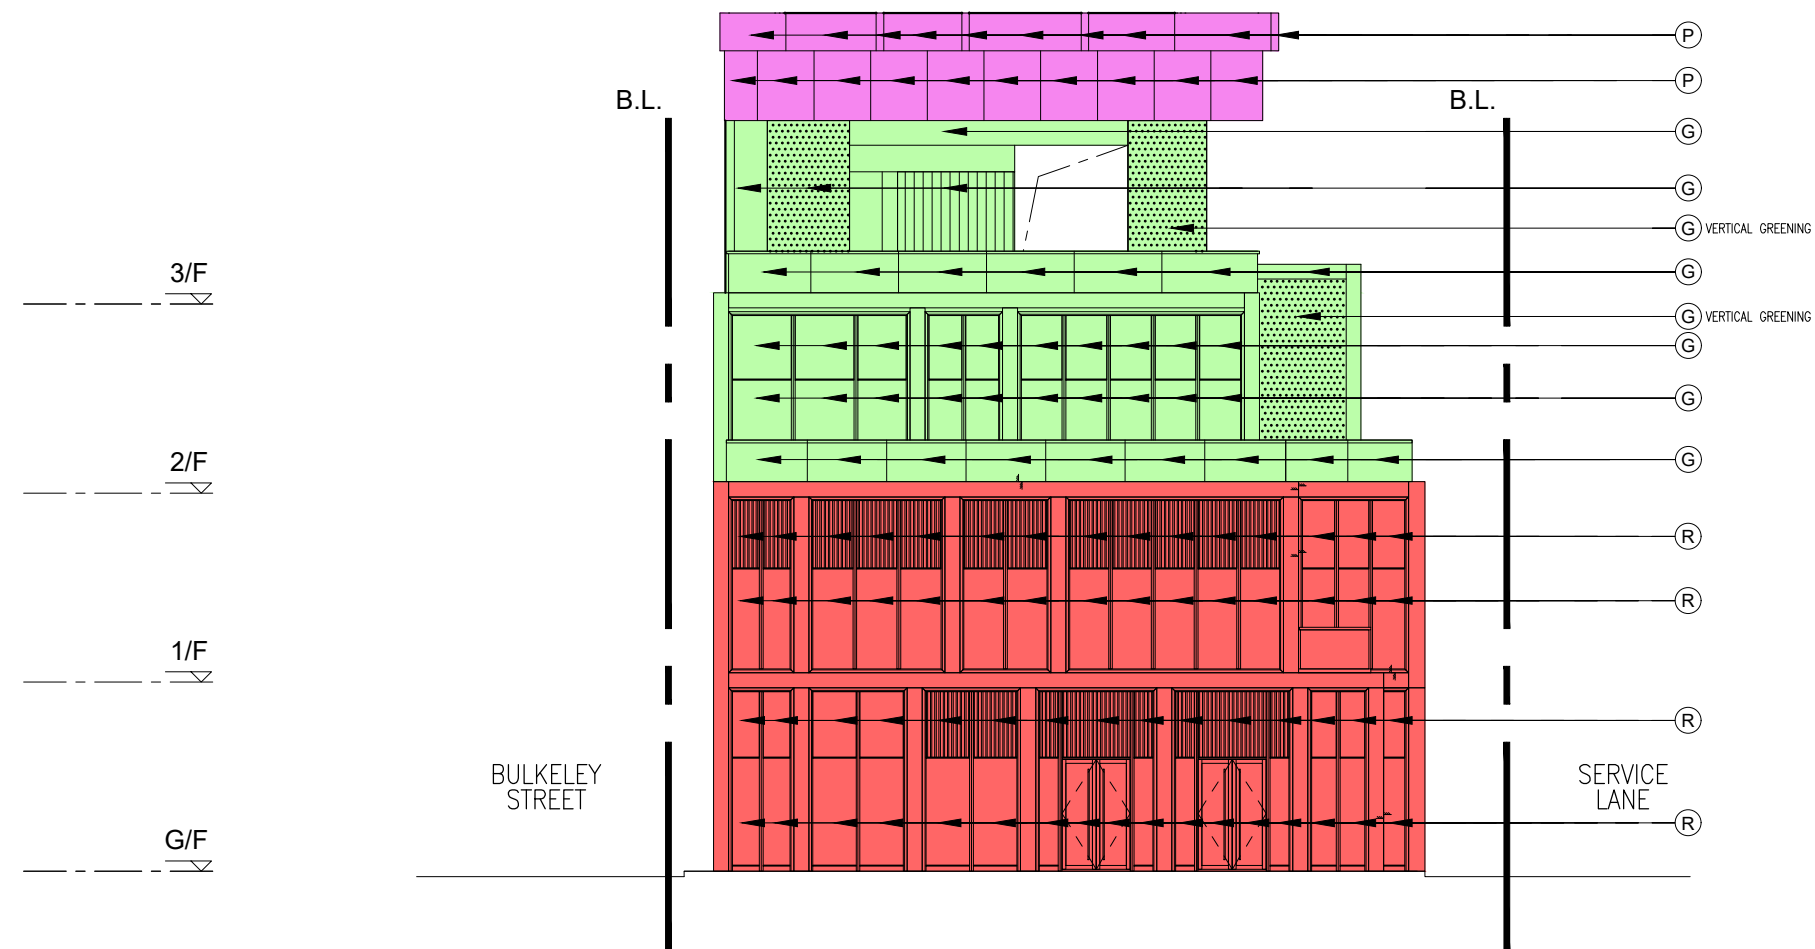 P
P
B.L.
B.L.
G
G
G VERTICAL GREENING
3/F
G
G VERTICAL GREENING
G
G
2/F
G
R
R
1/F
R
BULKELEY
STREET
SERVICE
LANE
G/F
R